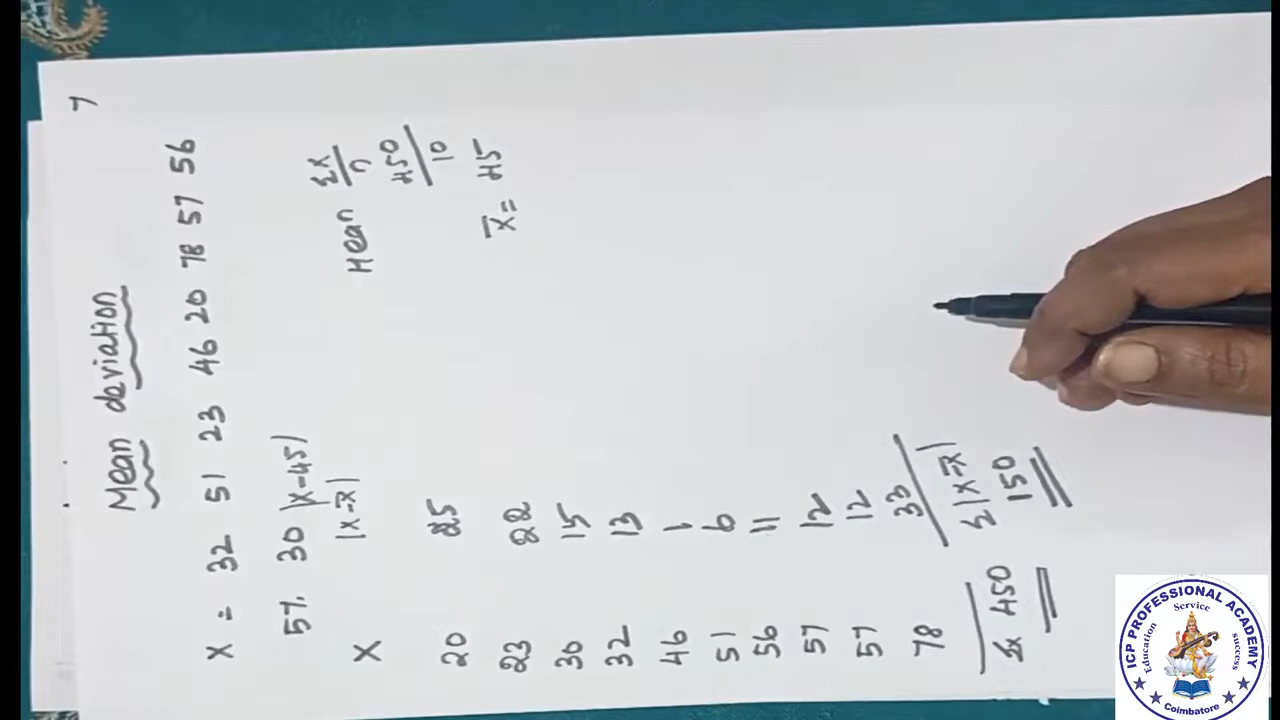 7
Mean deviation
X = 32 51 23 46 20 78 57 56
57, 30 |X-45|
X |X-X̄| Mean Σx/n
20 25 450/10
23 22 X̄ = 45
30 15
32 13
46 1
51 6
56 11
57 12
57 12
78 33
Σx 450 Σ|X-X̄| 150
ICP PROFESSIONAL ACADEMY
Education Service success
Coimbatore